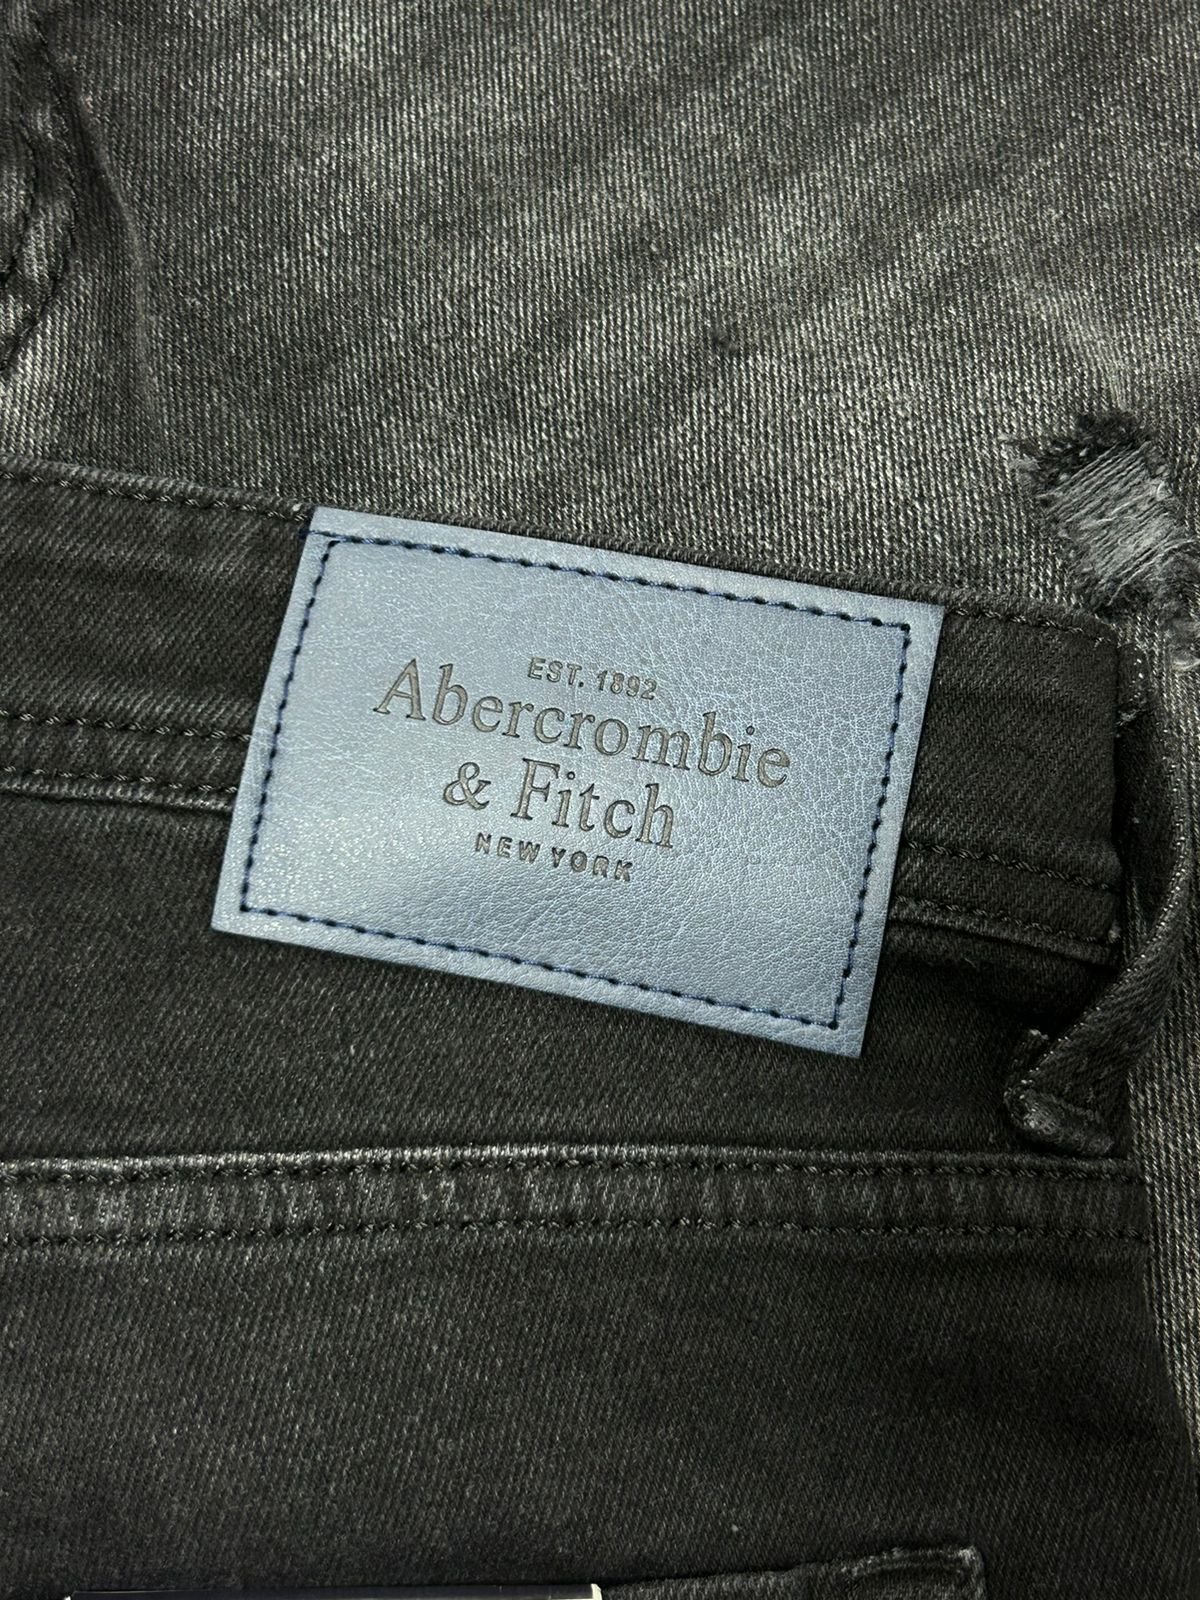 EST. 1892
Abercrombie
& Fitch
NEW YORK